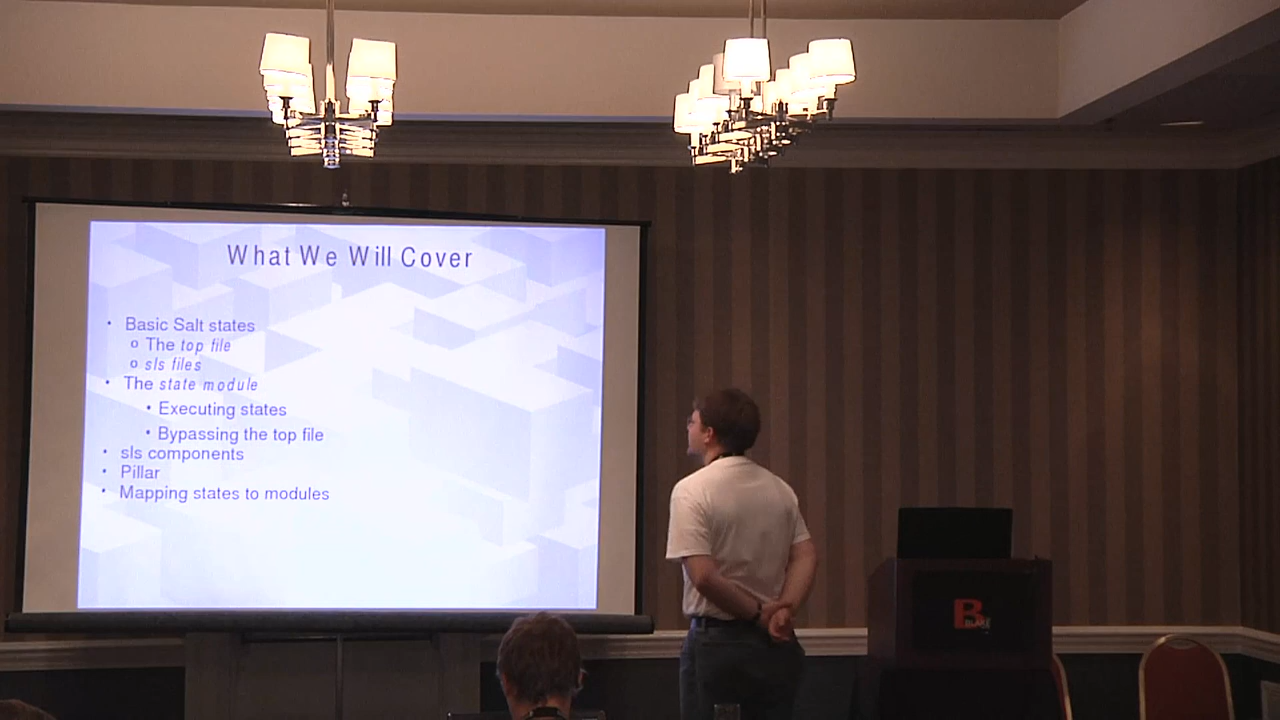 What We Will Cover
• Basic Salt states
o The top file
o sls files
• The state module
• Executing states
• Bypassing the top file
• sls components
• Pillar
• Mapping states to modules
B
BLAKE